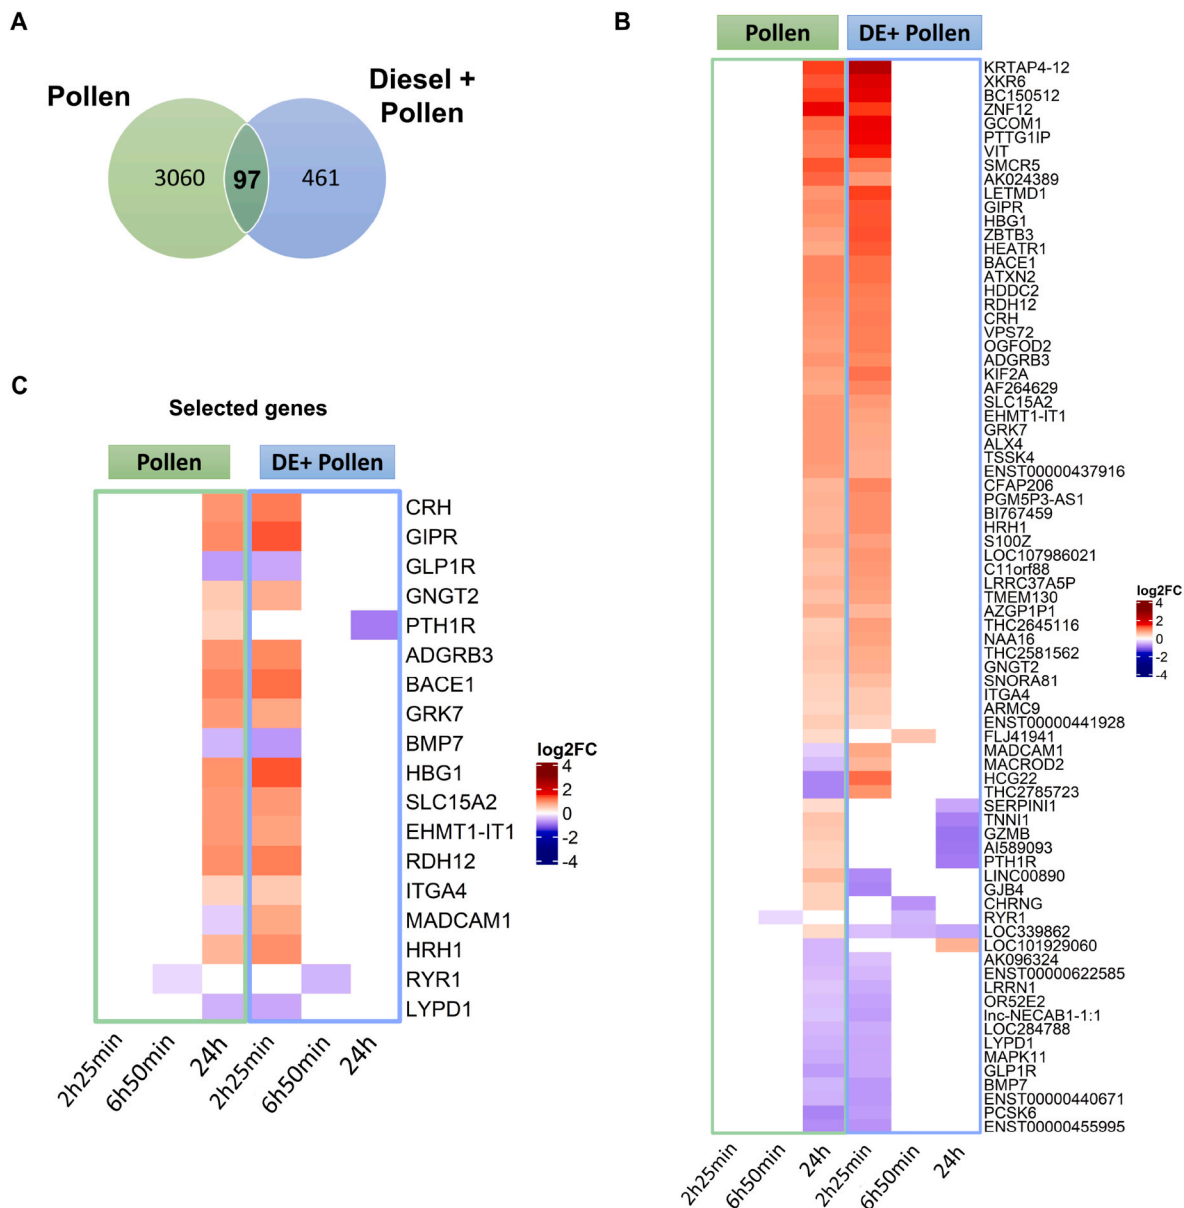 A
Pollen
Diesel +
Pollen
3060
97
461
B
Pollen
DE+ Pollen
KRTAP4-12
XKR6
BC150512
ZNF12
GCOM1
PTTG1IP
VIT
SMCR5
AK024389
LETMD1
GIPR
HBG1
ZBTB3
HEATR1
BACE1
ATXN2
HDDC2
RDH12
CRH
VPS72
OGFOD2
ADGRB3
KIF2A
AF264629
SLC15A2
EHMT1-IT1
GRK7
ALX4
TSSK4
ENST00000437916
CFAP206
PGM5P3-AS1
BI767459
HRH1
S100Z
LOC107986021
C11orf88
LRRC37A5P
TMEM130
AZGP1P1
THC2645116
NAA16
THC2581562
GNGT2
SNORA81
ITGA4
ARMC9
ENST00000441928
FLJ41941
MADCAM1
MACROD2
HCG22
THC2785723
SERPINI1
TNNI1
GZMB
AI589093
PTH1R
LINC00890
GJB4
CHRNG
RYR1
LOC339862
LOC101929060
AK096324
ENST00000622585
LRRN1
OR52E2
lnc-NECAB1-1:1
LOC284788
LYPD1
MAPK11
GLP1R
BMP7
ENST00000440671
PCSK6
ENST00000455995
2h25min
6h50min
24h
2h25min
6h50min
24h
log2FC
4
2
0
-2
-4
C
Selected genes
Pollen
DE+ Pollen
CRH
GIPR
GLP1R
GNGT2
PTH1R
ADGRB3
BACE1
GRK7
BMP7
HBG1
SLC15A2
EHMT1-IT1
RDH12
ITGA4
MADCAM1
HRH1
RYR1
LYPD1
2h25min
6h50min
24h
2h25min
6h50min
24h
log2FC
4
2
0
-2
-4